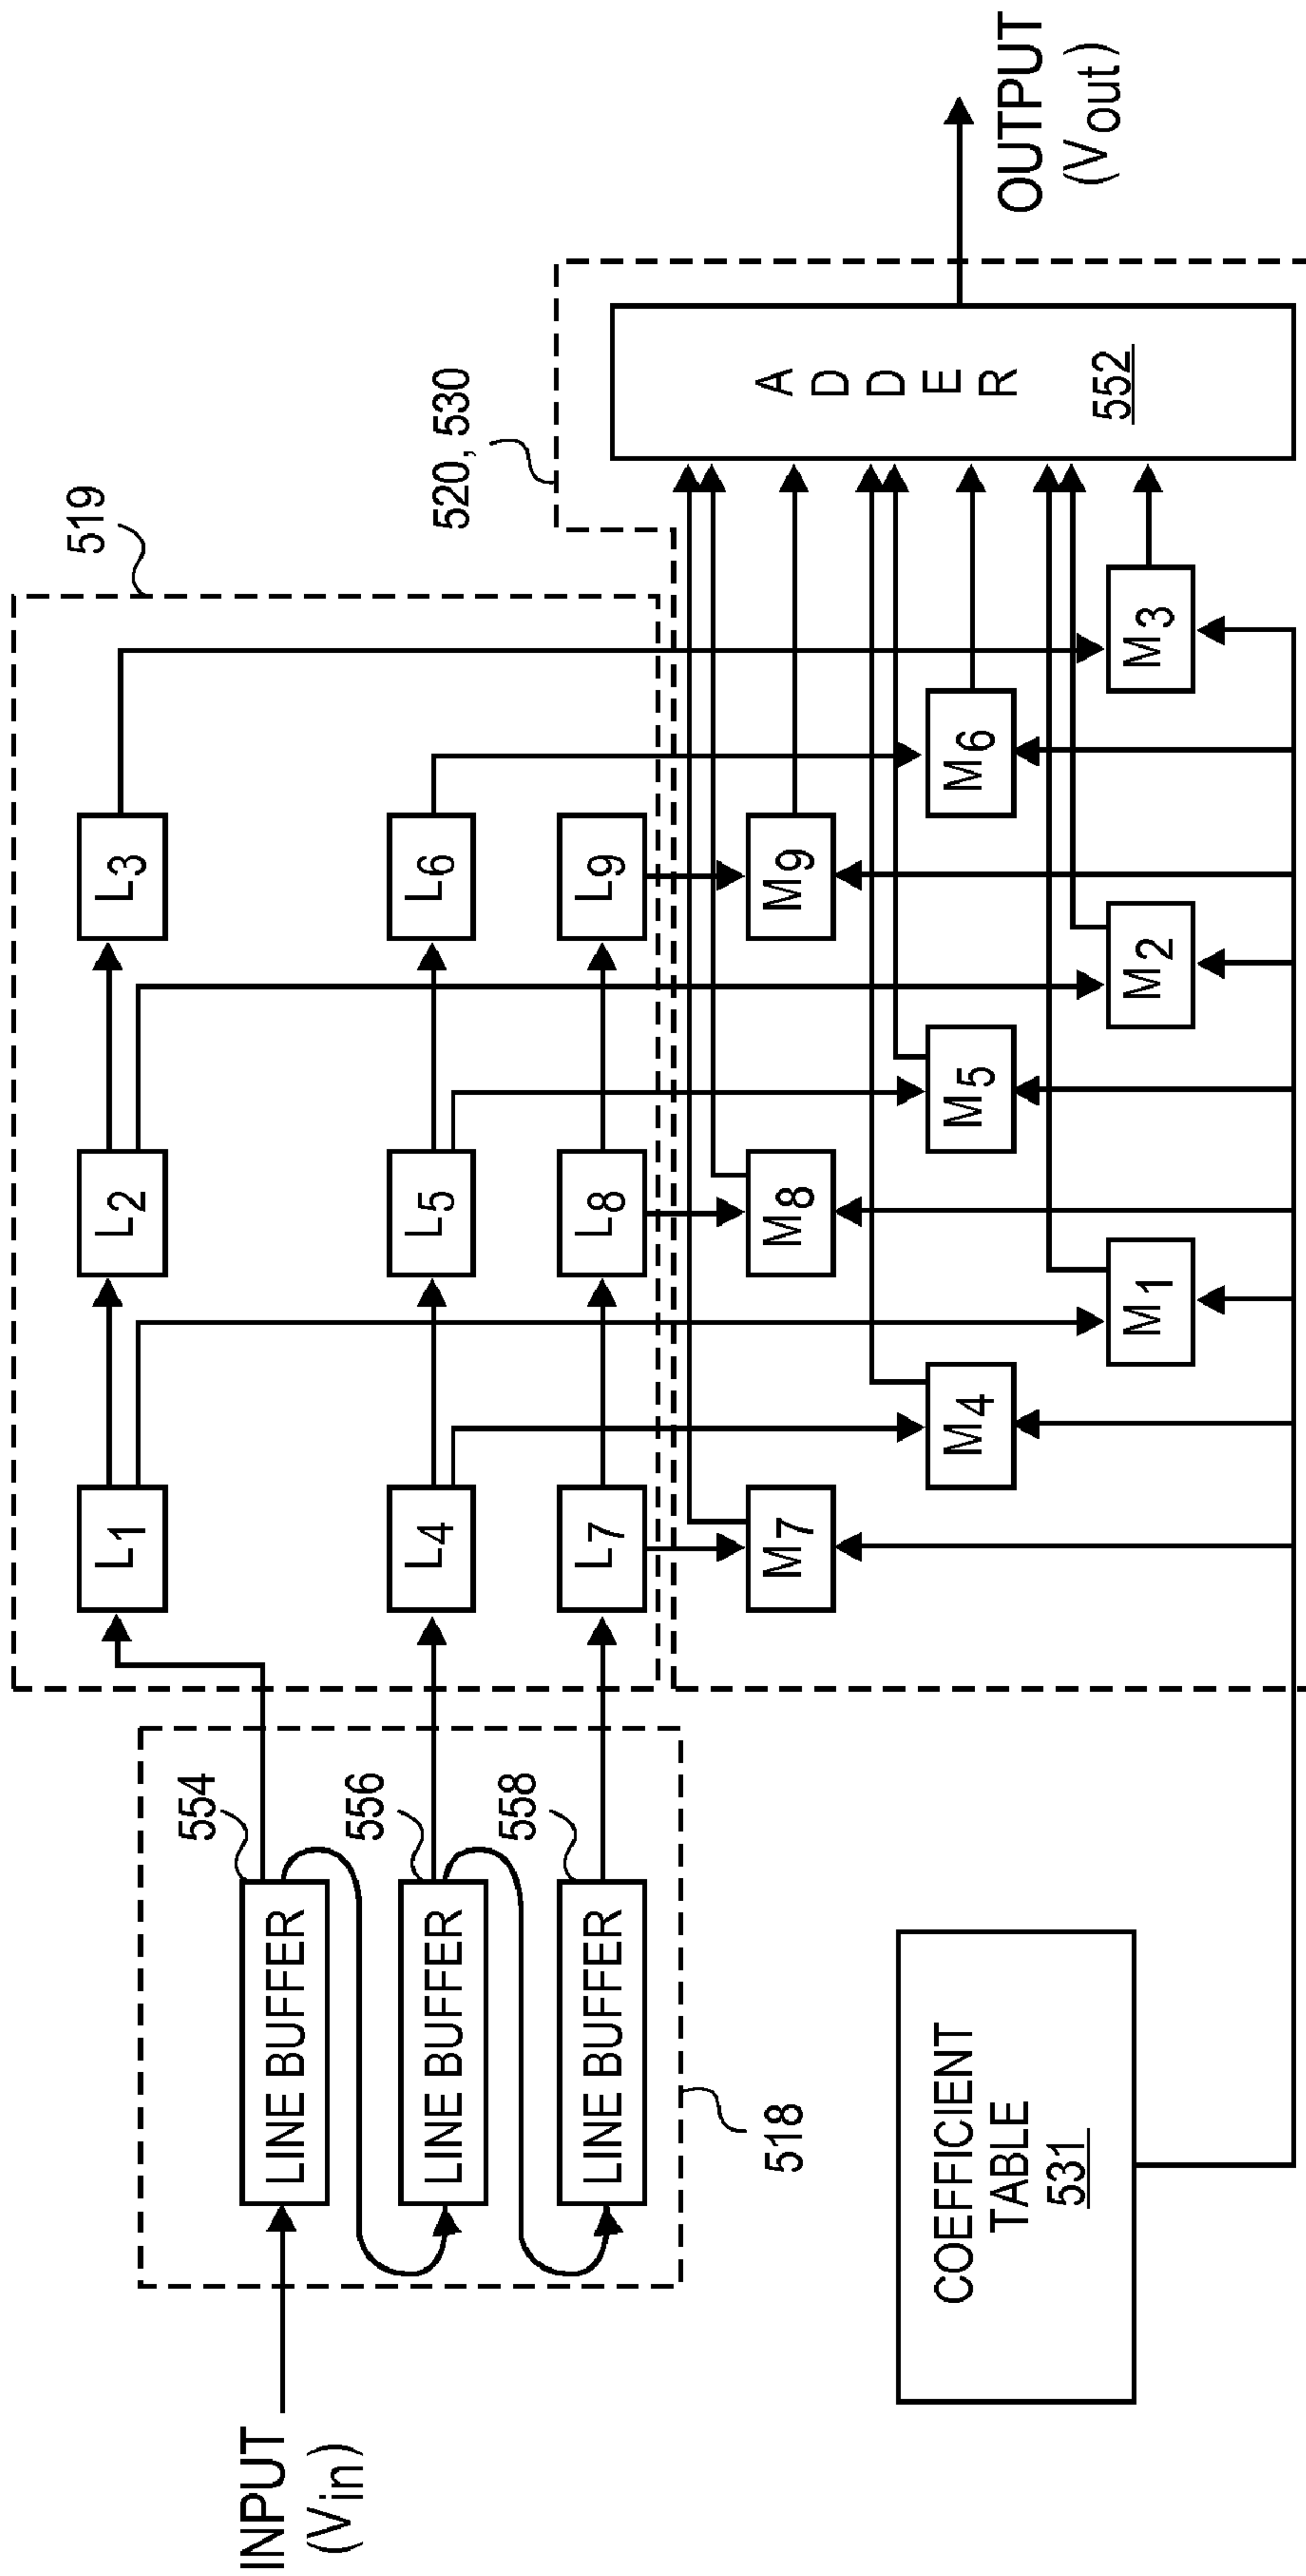 519
520, 530
L1
L2
L3
L4
L5
L6
L7
L8
L9
INPUT
(Vin)
554
LINE BUFFER
556
LINE BUFFER
558
LINE BUFFER
518
M7
M8
M9
M4
M5
M6
M1
M2
M3
ADDER
552
OUTPUT
(Vout)
COEFFICIENT
TABLE
531